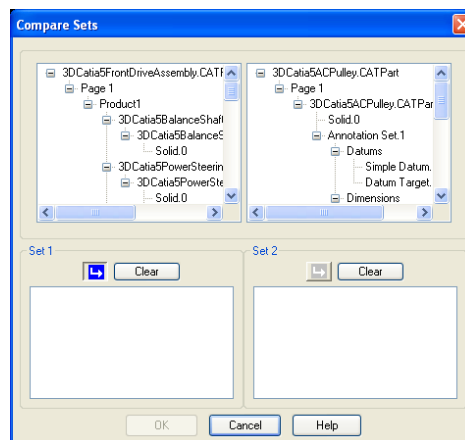 Compare Sets
3DCatia5FrontDriveAssembly.CATF
Page 1
Product1
3DCatia5BalanceShaft
3DCatia5BalanceS
Solid.0
3DCatia5PowerSteerin
3DCatia5PowerSte
Solid.0
3DCatia5ACPulley.CATPart
Page 1
3DCatia5ACPulley.CATPar
Solid.0
Annotation Set.1
Datums
Simple Datum.
Datum Target.
Dimensions
Set 1
Clear
Set 2
Clear
OK
Cancel
Help